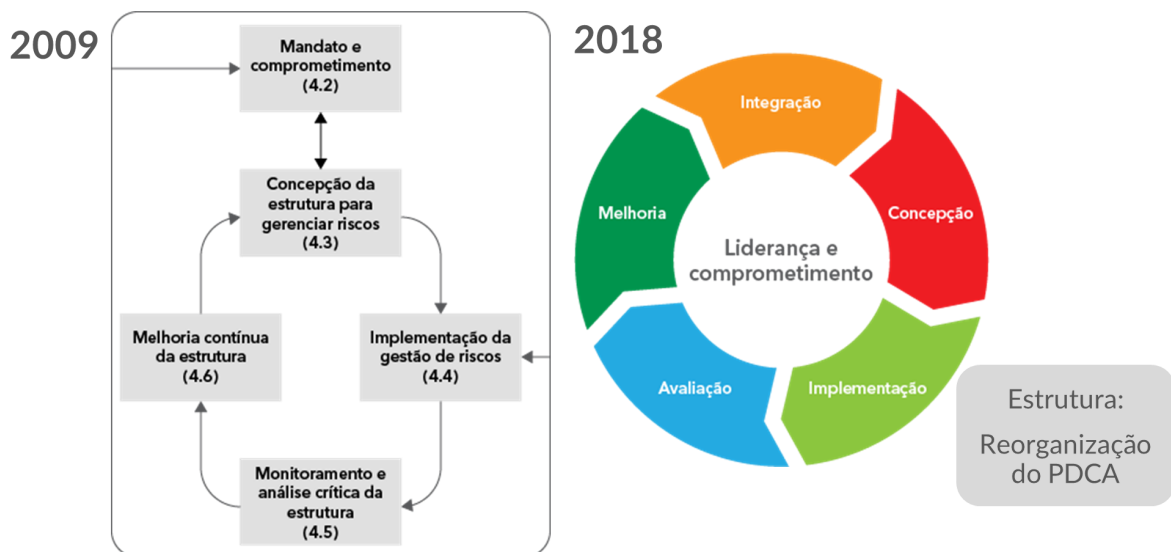 2009
Mandato e
comprometimento
(4.2)
Concepção da
estrutura para
gerenciar riscos
(4.3)
Melhoria contínua
da estrutura
(4.6)
Implementação da
gestão de riscos
(4.4)
Monitoramento e
análise crítica da
estrutura
(4.5)
2018
Integração
Melhoria
Concepção
Liderança e
comprometimento
Avaliação
Implementação
Estrutura:
Reorganização
do PDCA